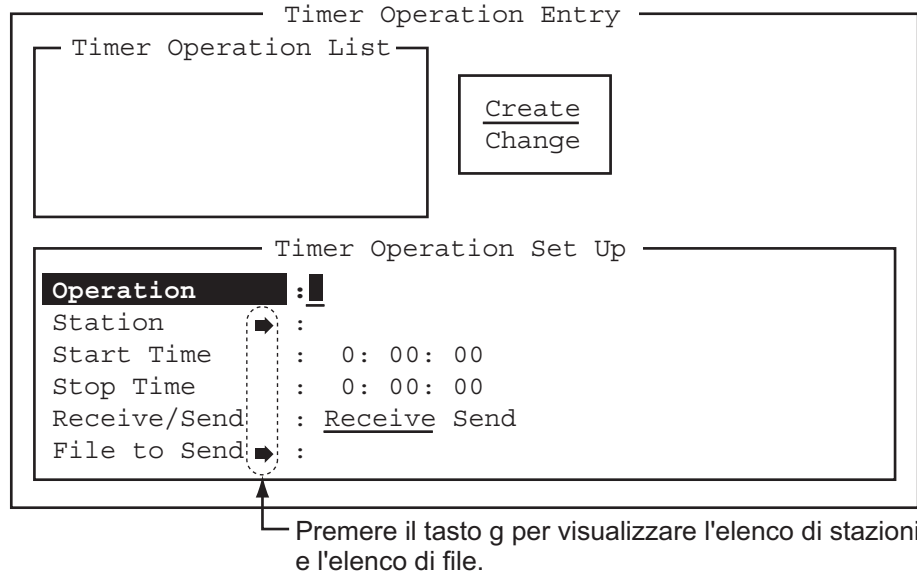 Timer Operation Entry
Timer Operation List
Create
Change
Timer Operation Set Up
Operation :
Station :
Start Time : 0: 00: 00
Stop Time : 0: 00: 00
Receive/Send : Receive Send
File to Send :
Premere il tasto g per visualizzare l'elenco di stazioni
e l'elenco di file.